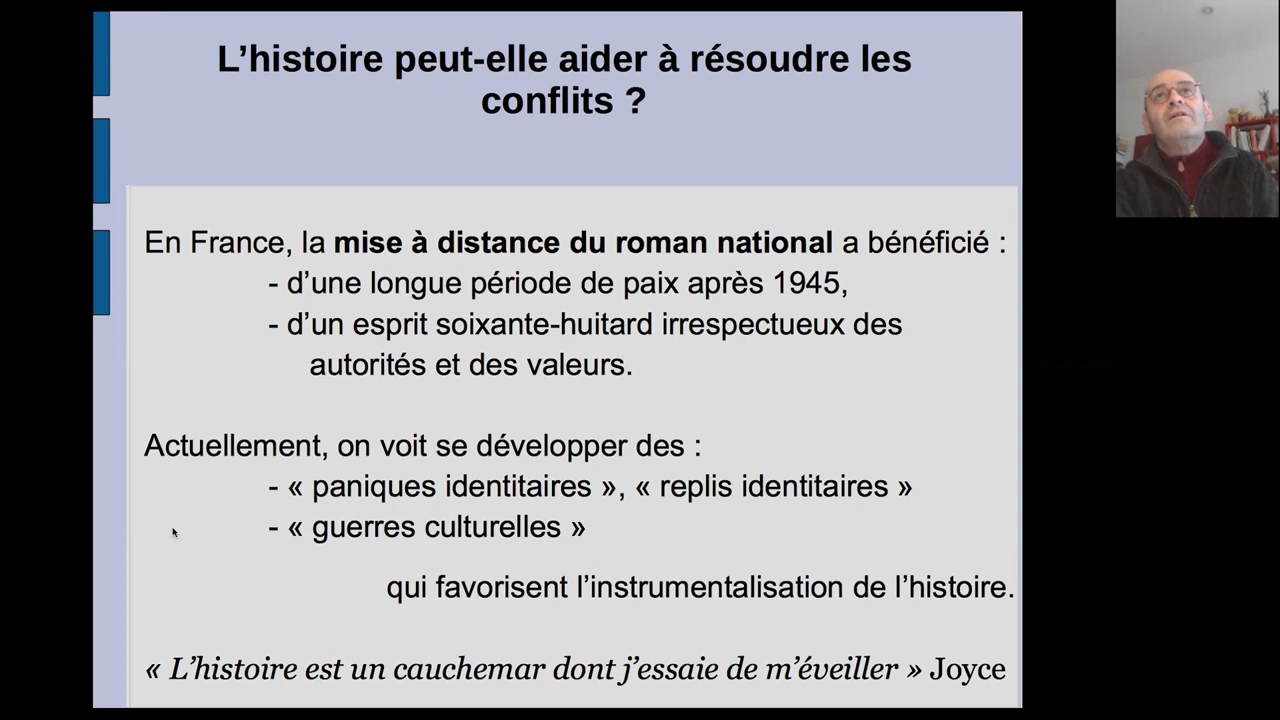 L’histoire peut-elle aider à résoudre les
conflits ?
En France, la mise à distance du roman national a bénéficié :
- d’une longue période de paix après 1945,
- d’un esprit soixante-huitard irrespectueux des
autorités et des valeurs.
Actuellement, on voit se développer des :
- « paniques identitaires », « replis identitaires »
- « guerres culturelles »
qui favorisent l’instrumentalisation de l’histoire.
« L’histoire est un cauchemar dont j’essaie de m’éveiller » Joyce